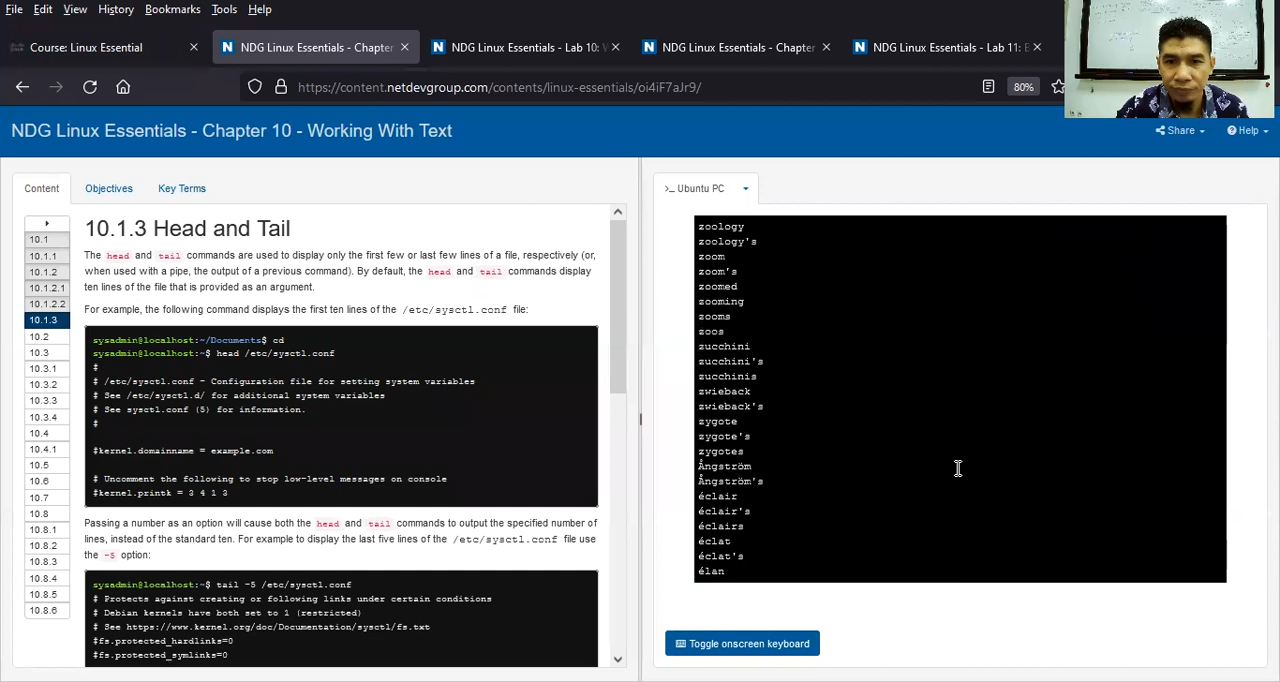 File Edit View History Bookmarks Tools Help
Course: Linux Essential
NDG Linux Essentials - Chapter
NDG Linux Essentials - Lab 10:
NDG Linux Essentials - Chapter
NDG Linux Essentials - Lab 11:
https://content.netdevgroup.com/contents/linux-essentials/oi4iF7aJr9/
80%
NDG Linux Essentials - Chapter 10 - Working With Text
Share
Help
Content
Objectives
Key Terms
>_ Ubuntu PC
10.1
10.1.1
10.1.2
10.1.2.1
10.1.2.2
10.1.3
10.2
10.3
10.3.1
10.3.2
10.3.3
10.3.4
10.4
10.4.1
10.5
10.6
10.7
10.8
10.8.1
10.8.2
10.8.3
10.8.4
10.8.5
10.8.6
10.1.3 Head and Tail
The head and tail commands are used to display only the first few or last few lines of a file, respectively (or,
when used with a pipe, the output of a previous command). By default, the head and tail commands display
ten lines of the file that is provided as an argument.
For example, the following command displays the first ten lines of the /etc/sysctl.conf file:
sysadmin@localhost:~/Documents$ cd
sysadmin@localhost:~$ head /etc/sysctl.conf
#
# /etc/sysctl.conf - Configuration file for setting system variables
# See /etc/sysctl.d/ for additional system variables
# See sysctl.conf (5) for information.
#
#kernel.domainname = example.com
# Uncomment the following to stop low-level messages on console
#kernel.printk = 3 4 1 3
Passing a number as an option will cause both the head and tail commands to output the specified number of
lines, instead of the standard ten. For example to display the last five lines of the /etc/sysctl.conf file use
the -5 option:
sysadmin@localhost:~$ tail -5 /etc/sysctl.conf
# Protects against creating or following links under certain conditions
# Debian kernels have both set to 1 (restricted)
# See https://www.kernel.org/doc/Documentation/sysctl/fs.txt
#fs.protected_hardlinks=0
#fs.protected_symlinks=0
zoology
zoology's
zoom
zoom's
zoomed
zooming
zooms
zoos
zucchini
zucchini's
zucchinis
zwieback
zwieback's
zygote
zygote's
zygotes
Ångström
Ångström's
éclair
éclair's
éclairs
éclat
éclat's
élan
Toggle onscreen keyboard